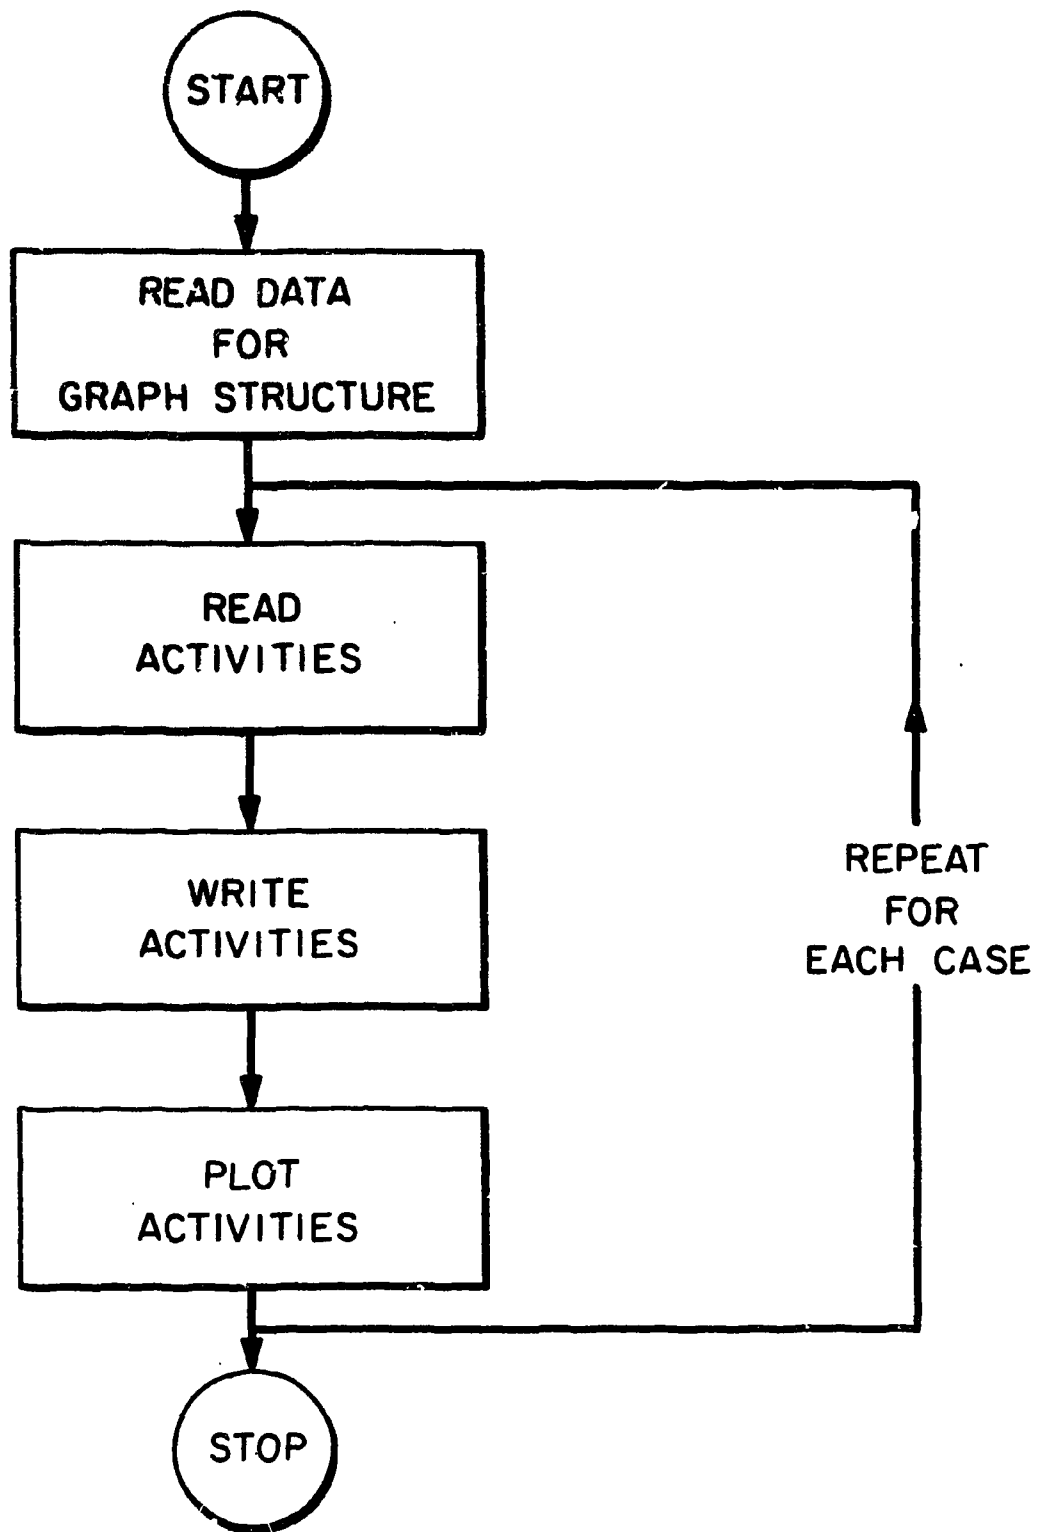 START
READ DATA
FOR
GRAPH STRUCTURE
READ
ACTIVITIES
WRITE
ACTIVITIES
PLOT
ACTIVITIES
REPEAT
FOR
EACH CASE
STOP